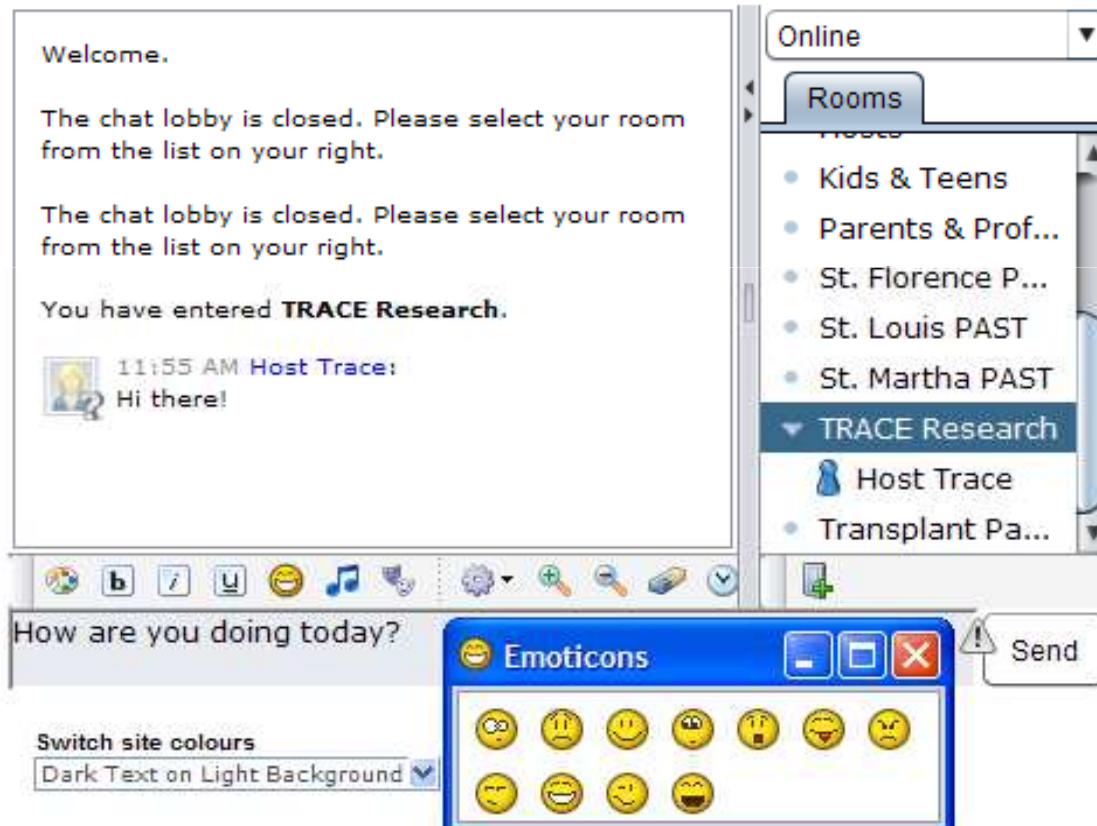 Welcome.
The chat lobby is closed. Please select your room
from the list on your right.
The chat lobby is closed. Please select your room
from the list on your right.
You have entered TRACE Research.
11:55 AM Host Trace:
Hi there!
Online
Rooms
Hosts
Kids & Teens
Parents & Prof...
St. Florence P...
St. Louis PAST
St. Martha PAST
TRACE Research
Host Trace
Transplant Pa...
b i u
How are you doing today?
Send
Emoticons
Switch site colours
Dark Text on Light Background